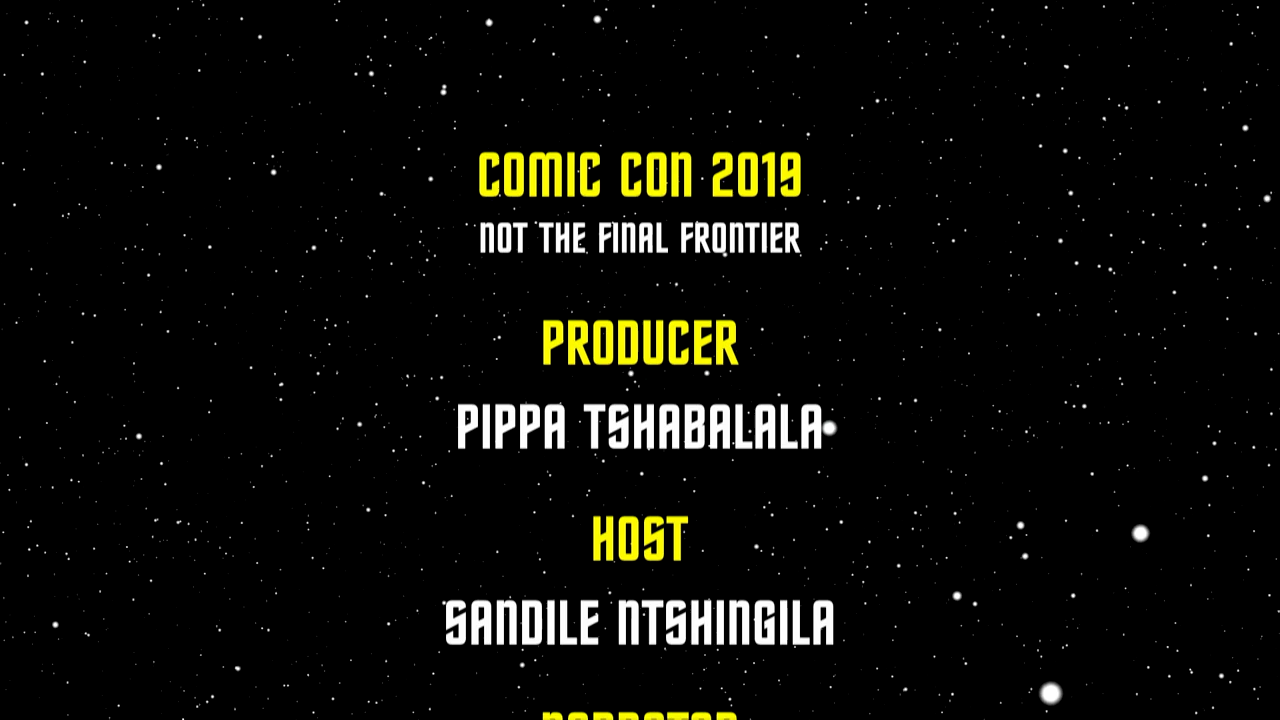 COMIC CON 2019
NOT THE FINAL FRONTIER
PRODUCER
PIPPA TSHABALALA
HOST
SANDILE NTSHINGILA